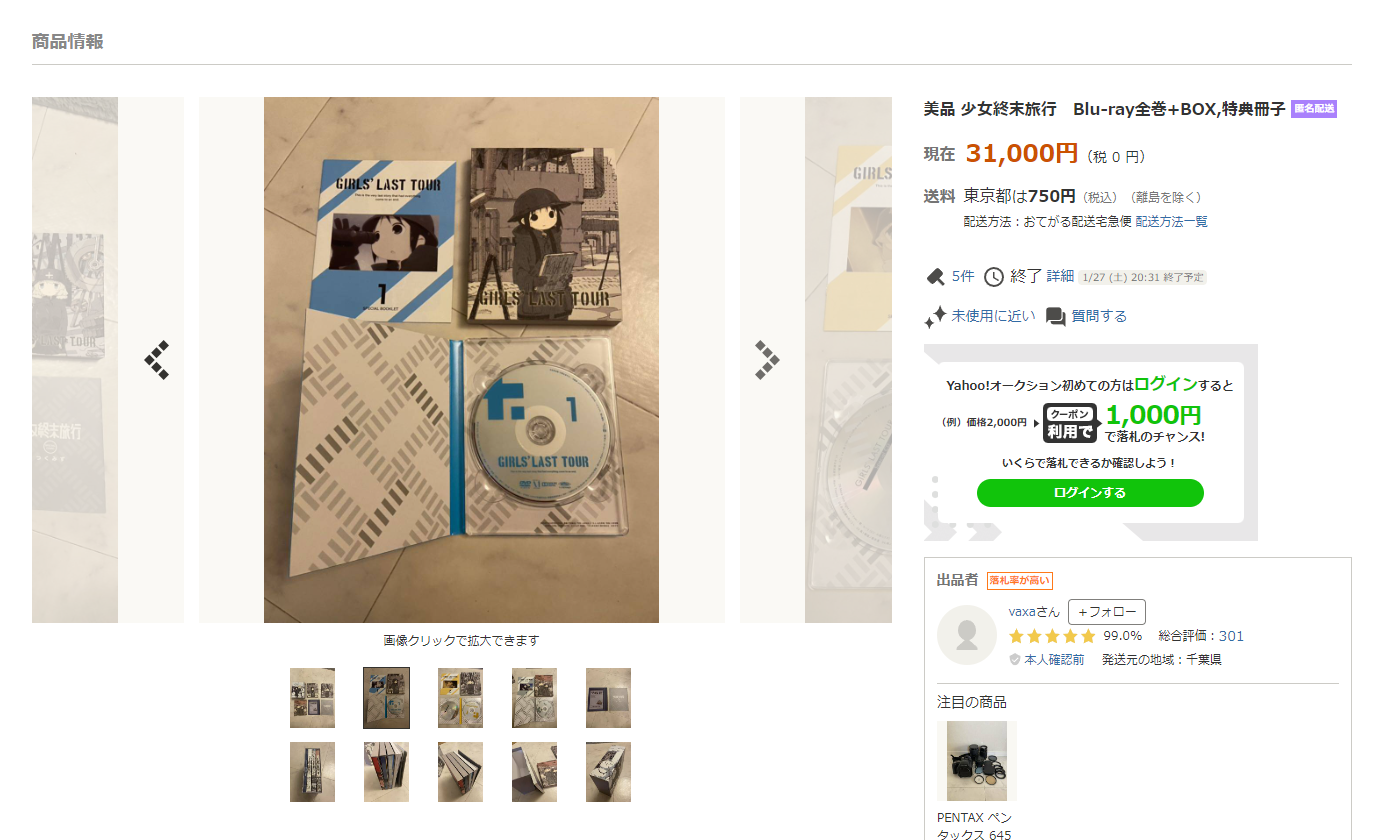 商品情報
美品 少女終末旅行　Blu-ray全巻+BOX,特典冊子 匿名配送
現在 31,000円（税 0 円）
送料 東京都は750円（税込）（離島を除く）
配送方法：おてがる配送宅急便 配送方法一覧
5件 終了 詳細 1/27 (土) 20:31 終了予定
未使用に近い 質問する
GIRLS' LAST TOUR
1
SPECIAL BOOKLET
GIRLS' LAST TOUR
1
GIRLS' LAST TOUR
Yahoo!オークション初めての方はログインすると
（例）価格2,000円
クーポン
利用で
1,000円
で落札のチャンス!
いくらで落札できるか確認しよう！
ログインする
画像クリックで拡大できます
出品者 落札率が高い
vaxaさん ＋フォロー
99.0% 総合評価：301
本人確認前 発送元の地域：千葉県
注目の商品
PENTAX ペン
タックス 645